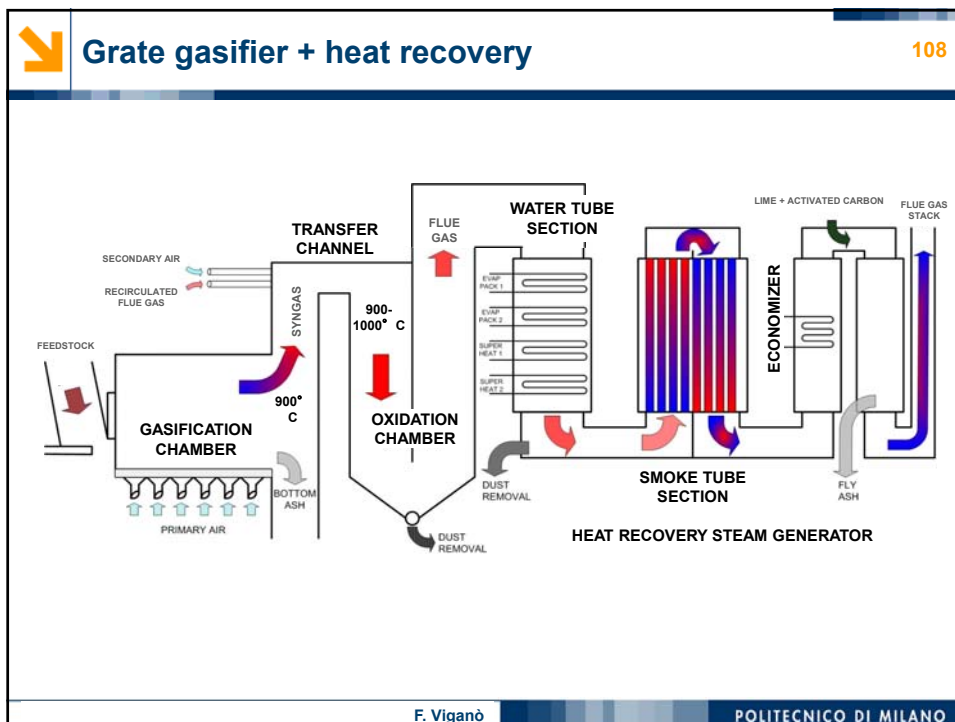 Grate gasifier + heat recovery
108
LIME + ACTIVATED CARBON
FLUE GAS
STACK
WATER TUBE
SECTION
FLUE
GAS
TRANSFER
CHANNEL
SECONDARY AIR
RECIRCULATED
FLUE GAS
SYNGAS
EVAP
PACK 1
EVAP
PACK 2
SUPER
HEAT 1
SUPER
HEAT 2
900-
1000° C
ECONOMIZER
FEEDSTOCK
900°
C
GASIFICATION
CHAMBER
OXIDATION
CHAMBER
BOTTOM
ASH
PRIMARY AIR
DUST
REMOVAL
DUST
REMOVAL
SMOKE TUBE
SECTION
FLY
ASH
HEAT RECOVERY STEAM GENERATOR
F. Viganò
POLITECNICO DI MILANO